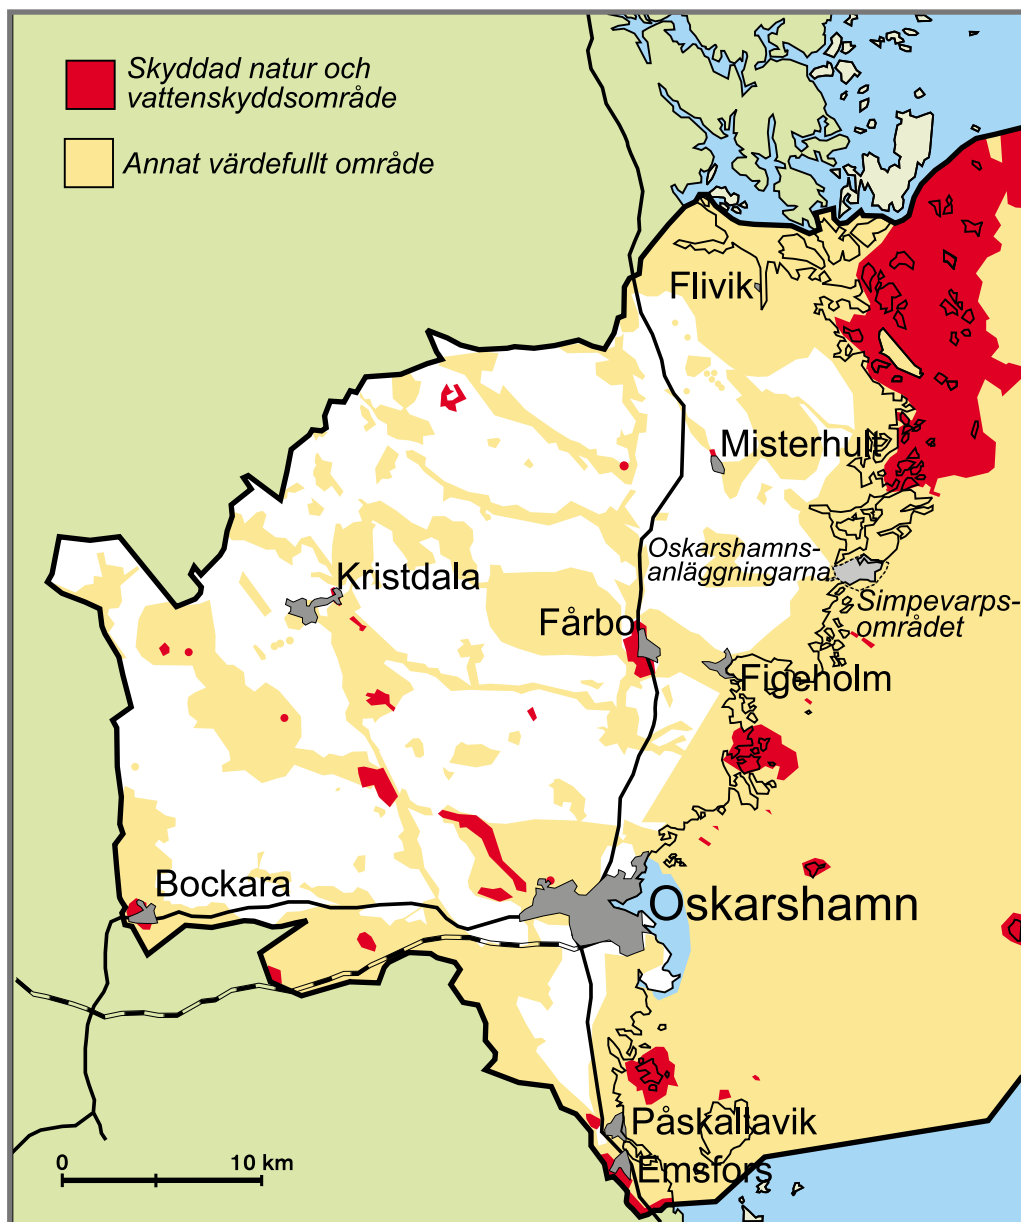 Skyddad natur och
vattenskyddsområde
Annat värdefullt område
Flivik
Misterhult
Oskarshamns-
anläggningarna
Kristdala
Simpevarps-
området
Fårbo
Figeholm
Bockara
Oskarshamn
Påskallavik
Emsfors
0 10 km